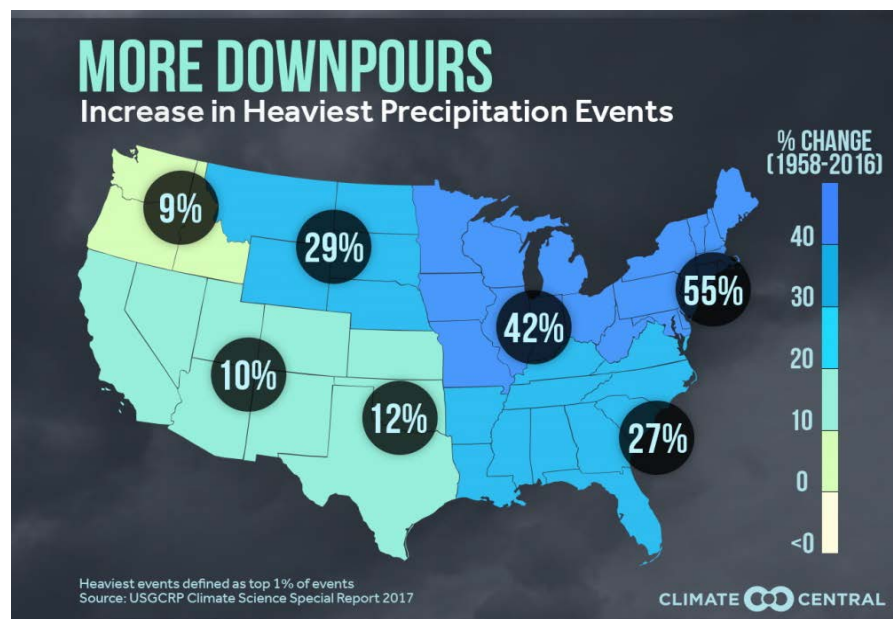 MORE DOWNPOURS
Increase in Heaviest Precipitation Events
% CHANGE
(1958-2016)
9%
29%
55%
42%
10%
12%
27%
40
30
20
10
0
<0
Heaviest events defined as top 1% of events
Source: USGCRP Climate Science Special Report 2017
CLIMATE CENTRAL